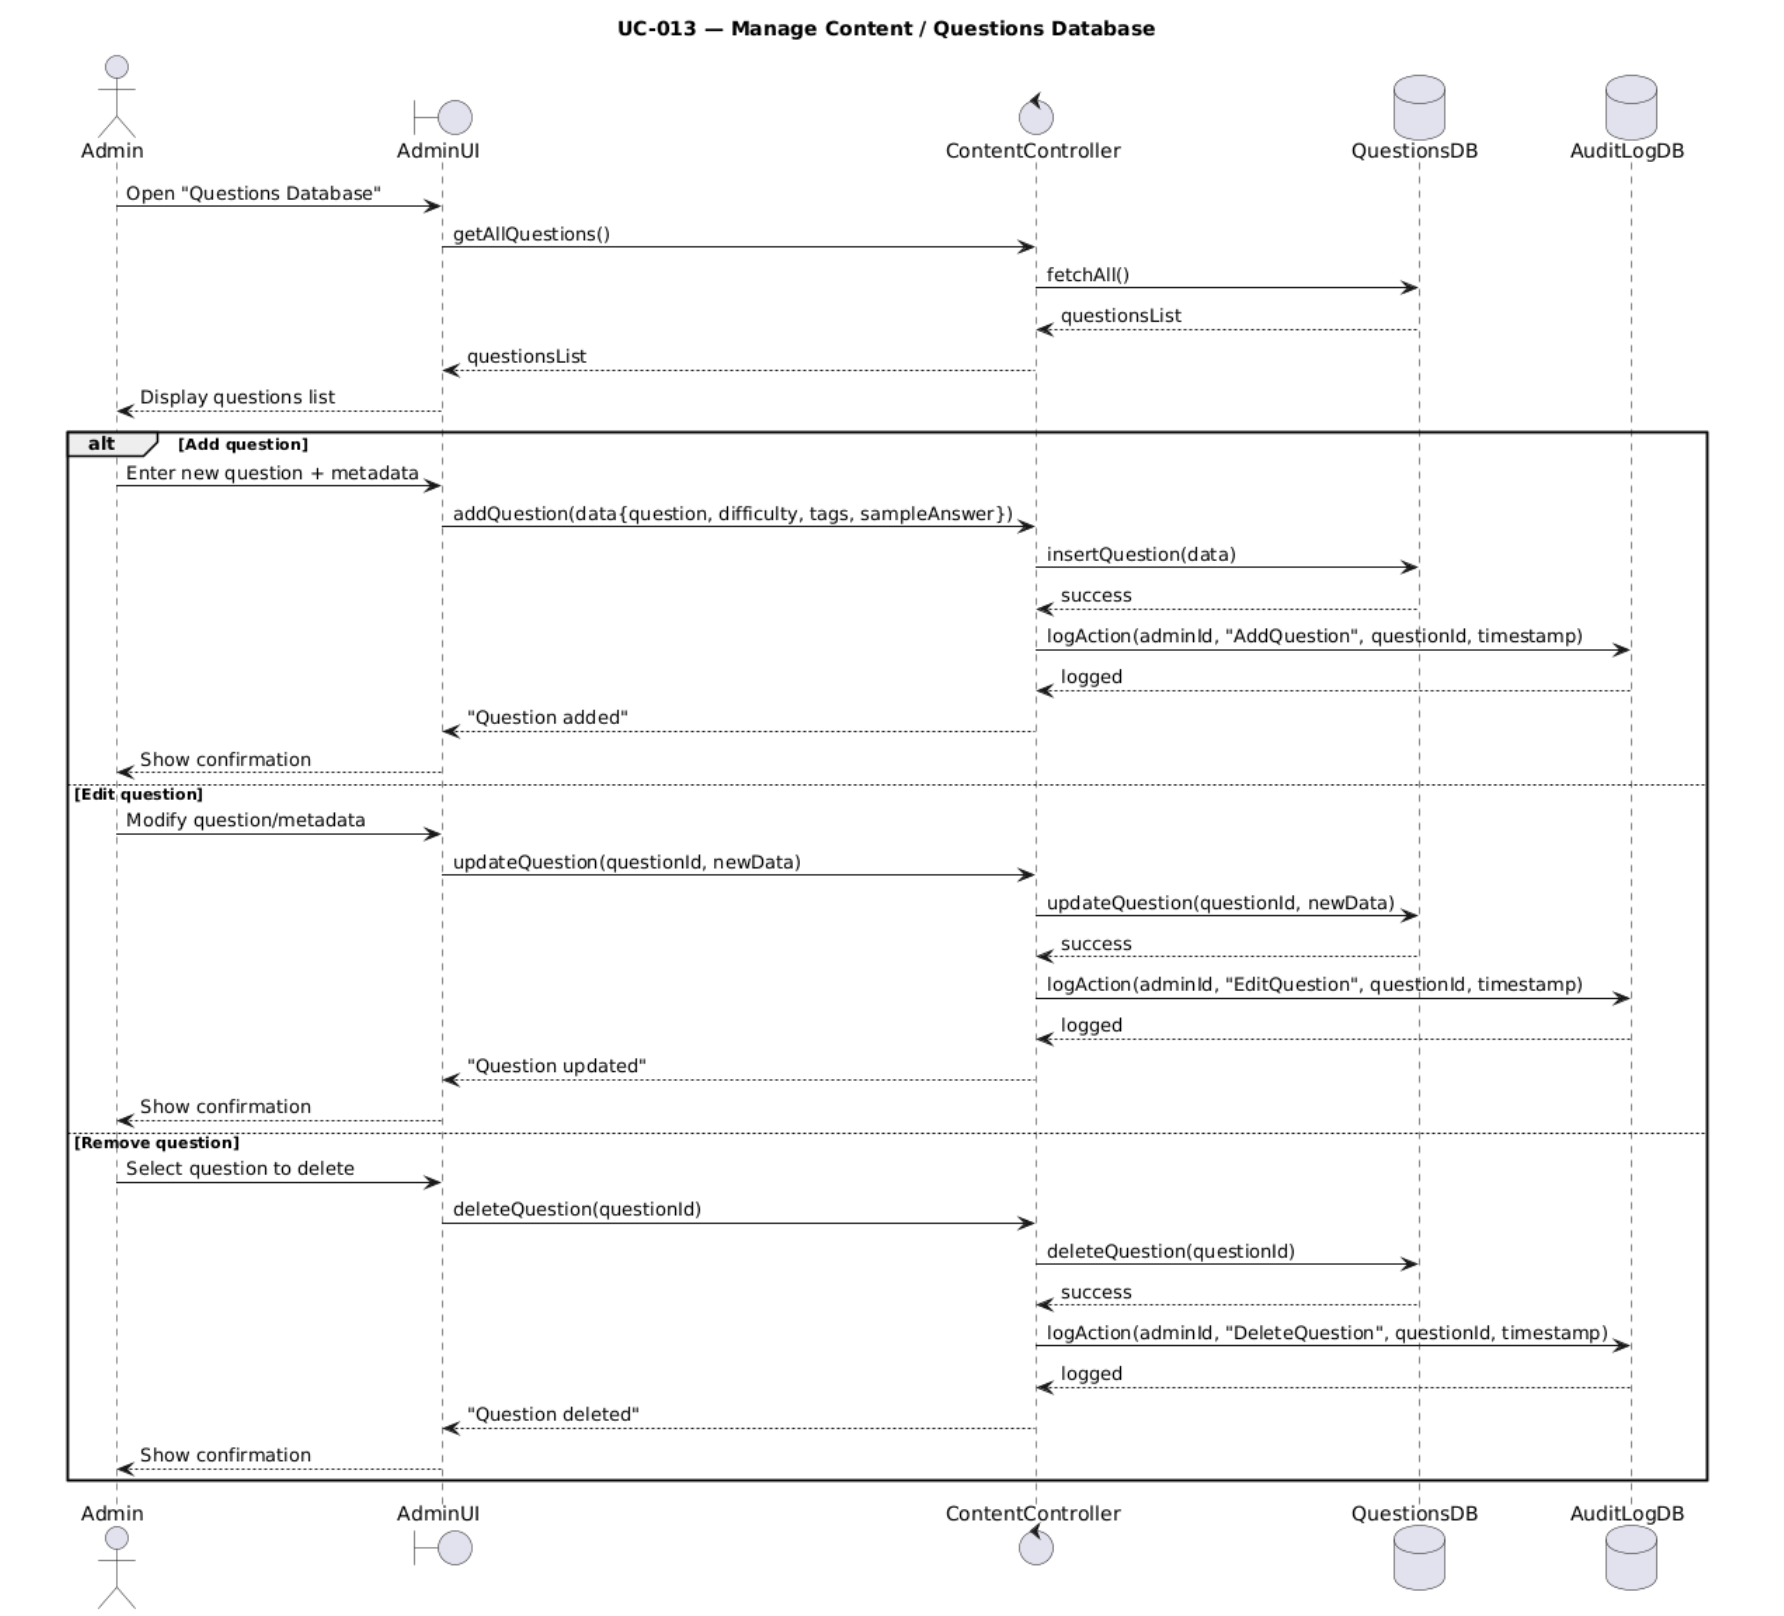 UC-013 — Manage Content / Questions Database
Admin
AdminUI
ContentController
QuestionsDB
AuditLogDB
Open "Questions Database"
getAllQuestions()
fetchAll()
questionsList
questionsList
Display questions list
alt
[Add question]
Enter new question + metadata
addQuestion(data{question, difficulty, tags, sampleAnswer})
insertQuestion(data)
success
logAction(adminId, "AddQuestion", questionId, timestamp)
logged
"Question added"
Show confirmation
[Edit question]
Modify question/metadata
updateQuestion(questionId, newData)
updateQuestion(questionId, newData)
success
logAction(adminId, "EditQuestion", questionId, timestamp)
logged
"Question updated"
Show confirmation
[Remove question]
Select question to delete
deleteQuestion(questionId)
deleteQuestion(questionId)
success
logAction(adminId, "DeleteQuestion", questionId, timestamp)
logged
"Question deleted"
Show confirmation
Admin
AdminUI
ContentController
QuestionsDB
AuditLogDB